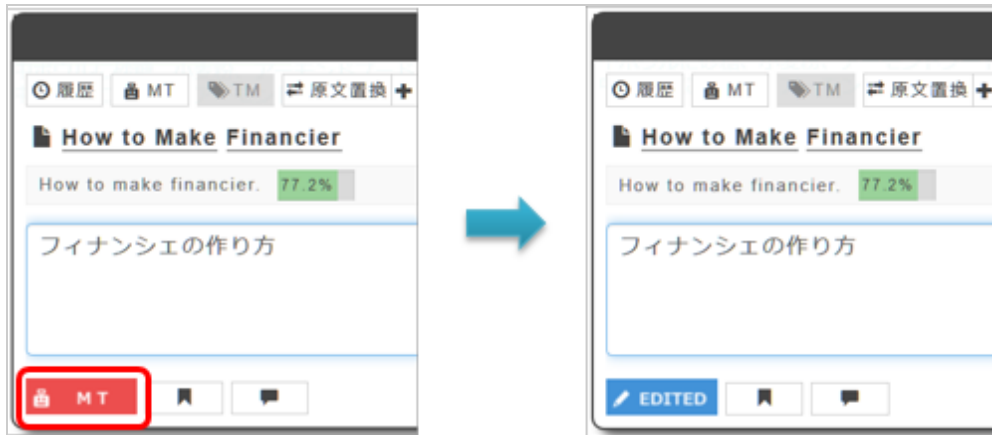 履歴 MT TM 原文置換
How to Make Financier
How to make financier. 77.2%
フィナンシェの作り方
MT
履歴 MT TM 原文置換
How to Make Financier
How to make financier. 77.2%
フィナンシェの作り方
EDITED